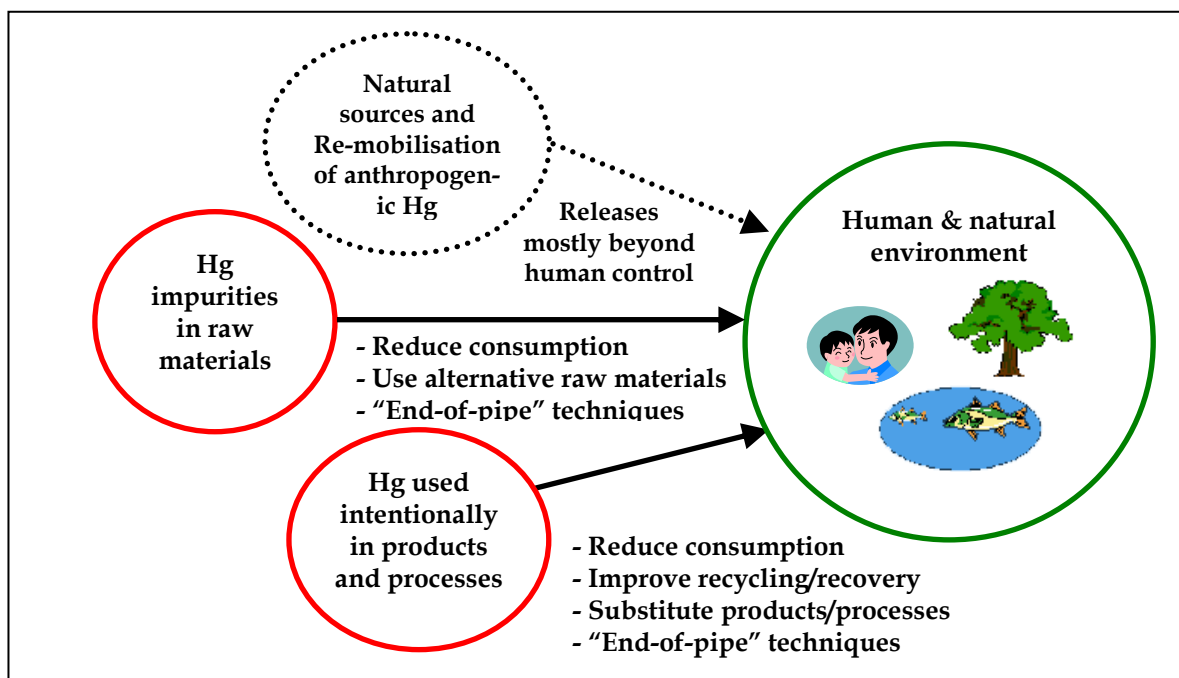 Natural
sources and
Re-mobilisation
of anthropogen-
ic Hg
Releases
mostly beyond
human control
Human & natural
environment
Hg
impurities
in raw
materials
- Reduce consumption
- Use alternative raw materials
- “End-of-pipe” techniques
Hg used
intentionally
in products
and processes
- Reduce consumption
- Improve recycling/recovery
- Substitute products/processes
- “End-of-pipe” techniques